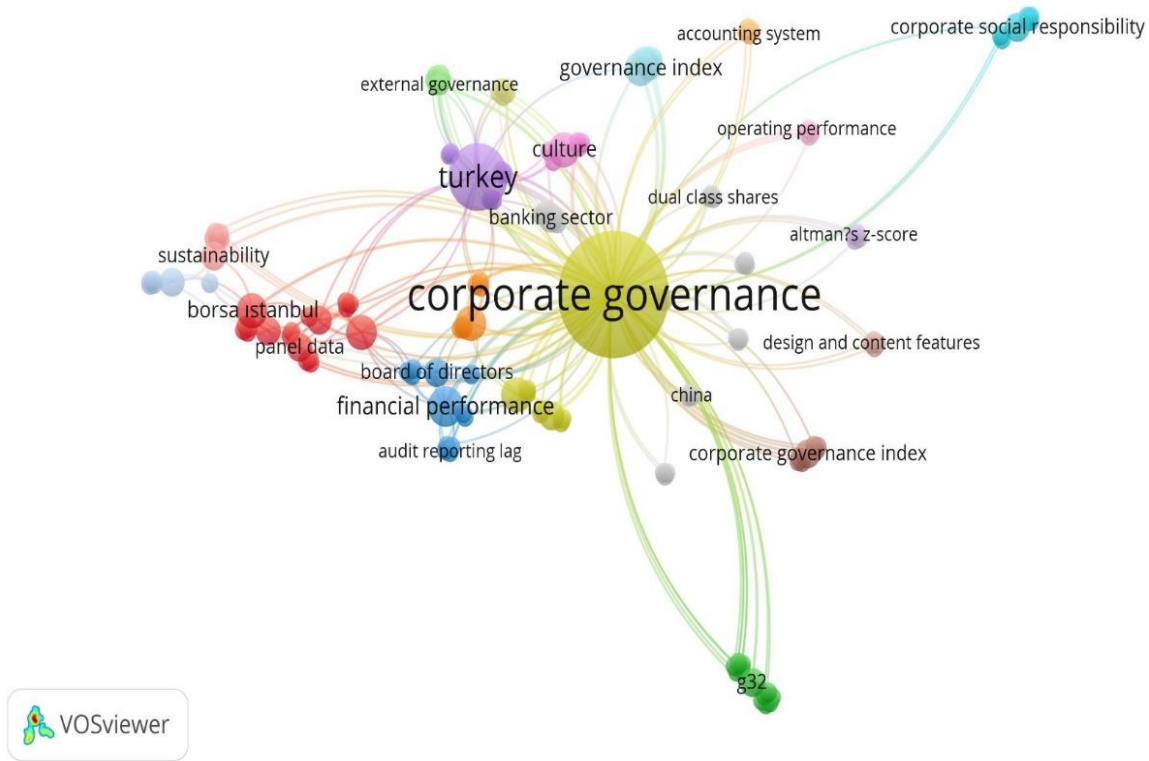 corporate social responsibility
accounting system
governance index
external governance
operating performance
culture
turkey
dual class shares
banking sector
altman?s z-score
sustainability
corporate governance
borsa ıstanbul
panel data
design and content features
board of directors
china
financial performance
audit reporting lag
corporate governance index
g32
VOSviewer